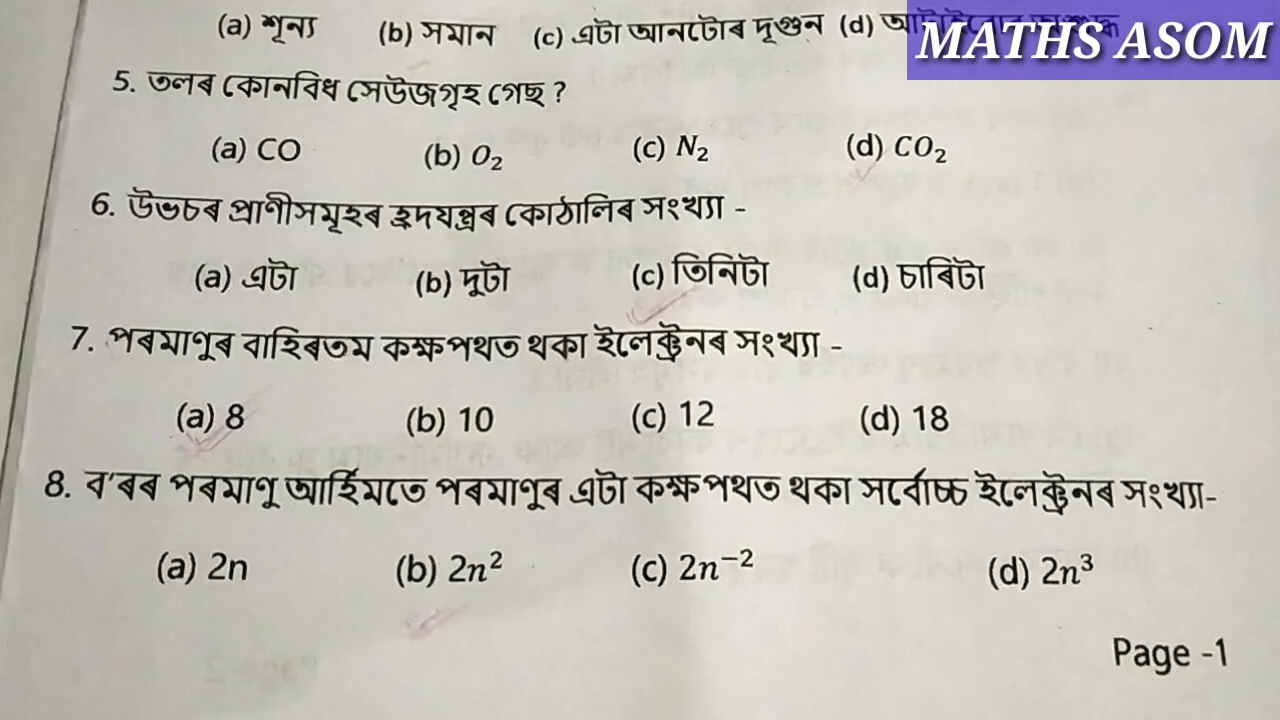 (a) শূন্য (b) সমান (c) এটা আনটোৰ দূগুন (d)
MATHS ASOM
5. তলৰ কোনবিধ সেউজগৃহ গেছ ?
(a) CO (b) O₂ (c) N₂ (d) CO₂
6. উভচৰ প্ৰাণীসমূহৰ হৃদযন্ত্ৰৰ কোঠালিৰ সংখ্যা -
(a) এটা (b) দুটা (c) তিনিটা (d) চাৰিটা
7. পৰমাণুৰ বাহিৰতম কক্ষপথত থকা ইলেক্ট্ৰনৰ সংখ্যা -
(a) 8 (b) 10 (c) 12 (d) 18
8. ব'ৰৰ পৰমাণু আৰ্হিমতে পৰমাণুৰ এটা কক্ষপথত থকা সৰ্বোচ্চ ইলেক্ট্ৰনৰ সংখ্যা-
(a) 2n (b) 2n² (c) 2n⁻² (d) 2n³
Page -1